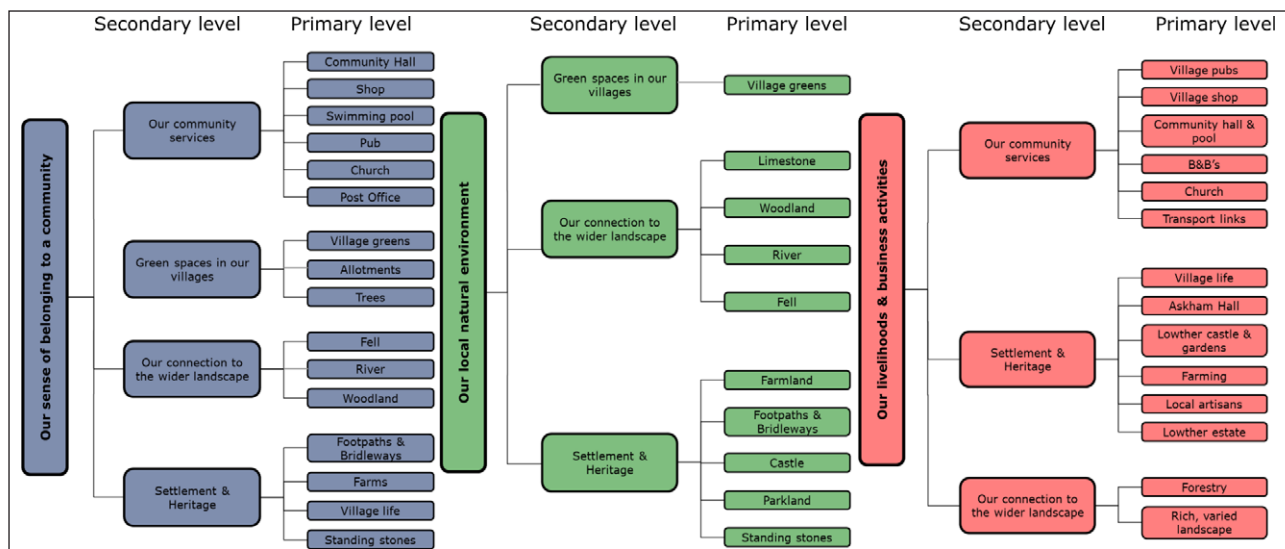 Secondary level
Primary level
Secondary level
Primary level
Secondary level
Primary level
Our sense of belonging to a community
Our community
services
Community Hall
Shop
Swimming pool
Pub
Church
Post Office
Green spaces in our
villages
Village greens
Allotments
Trees
Our connection to
the wider landscape
Fell
River
Woodland
Settlement &
Heritage
Footpaths &
Bridleways
Farms
Village life
Standing stones
Our local natural environment
Green spaces in our
villages
Village greens
Our connection to
the wider landscape
Limestone
Woodland
River
Fell
Settlement &
Heritage
Farmland
Footpaths &
Bridleways
Castle
Parkland
Standing stones
Our livelihoods & business activities
Our community
services
Village pubs
Village shop
Community hall &
pool
B&B's
Church
Transport links
Settlement &
Heritage
Village life
Askham Hall
Lowther castle &
gardens
Farming
Local artisans
Lowther estate
Our connection to
the wider landscape
Forestry
Rich, varied
landscape